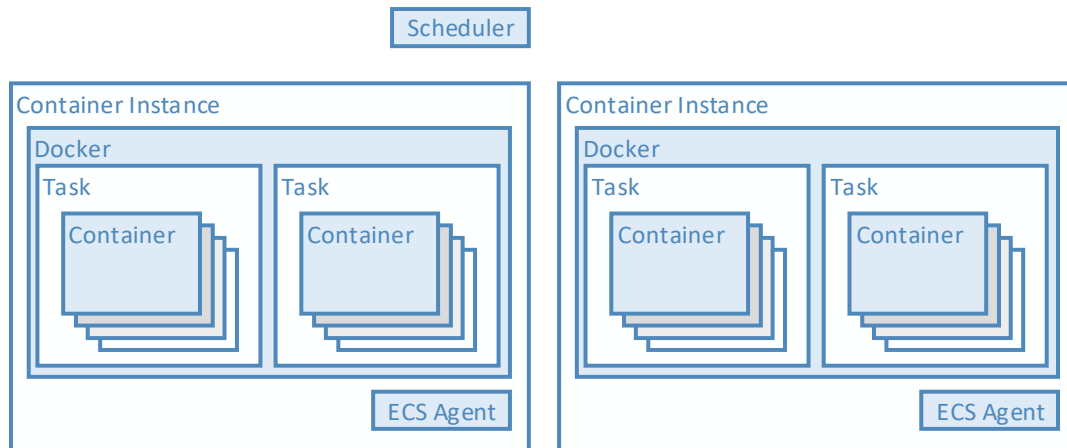 Scheduler
Container Instance
Docker
Task
Container
Task
Container
ECS Agent
Container Instance
Docker
Task
Container
Task
Container
ECS Agent